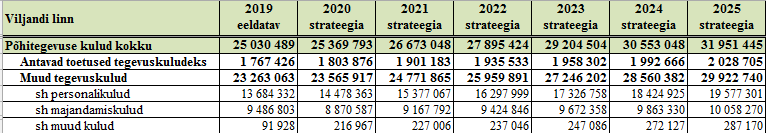 Viljandi linn 2019 eeldatav 2020 strateegia 2021 strateegia 2022 strateegia 2023 strateegia 2024 strateegia 2025 strateegia
Põhitegevuse kulud kokku 25 030 489 25 369 793 26 673 048 27 895 424 29 204 504 30 553 048 31 951 445
Antavad toetused tegevuskuludeks 1 767 426 1 803 876 1 901 183 1 935 533 1 958 302 1 992 666 2 028 705
Muud tegevuskulud 23 263 063 23 565 917 24 771 865 25 959 891 27 246 202 28 560 382 29 922 740
sh personalikulud 13 684 332 14 478 363 15 377 067 16 297 999 17 326 758 18 424 925 19 577 301
sh majandamiskulud 9 486 803 8 870 587 9 167 792 9 424 846 9 672 358 9 863 330 10 058 270
sh muud kulud 91 928 216 967 227 006 237 046 247 086 272 127 287 170